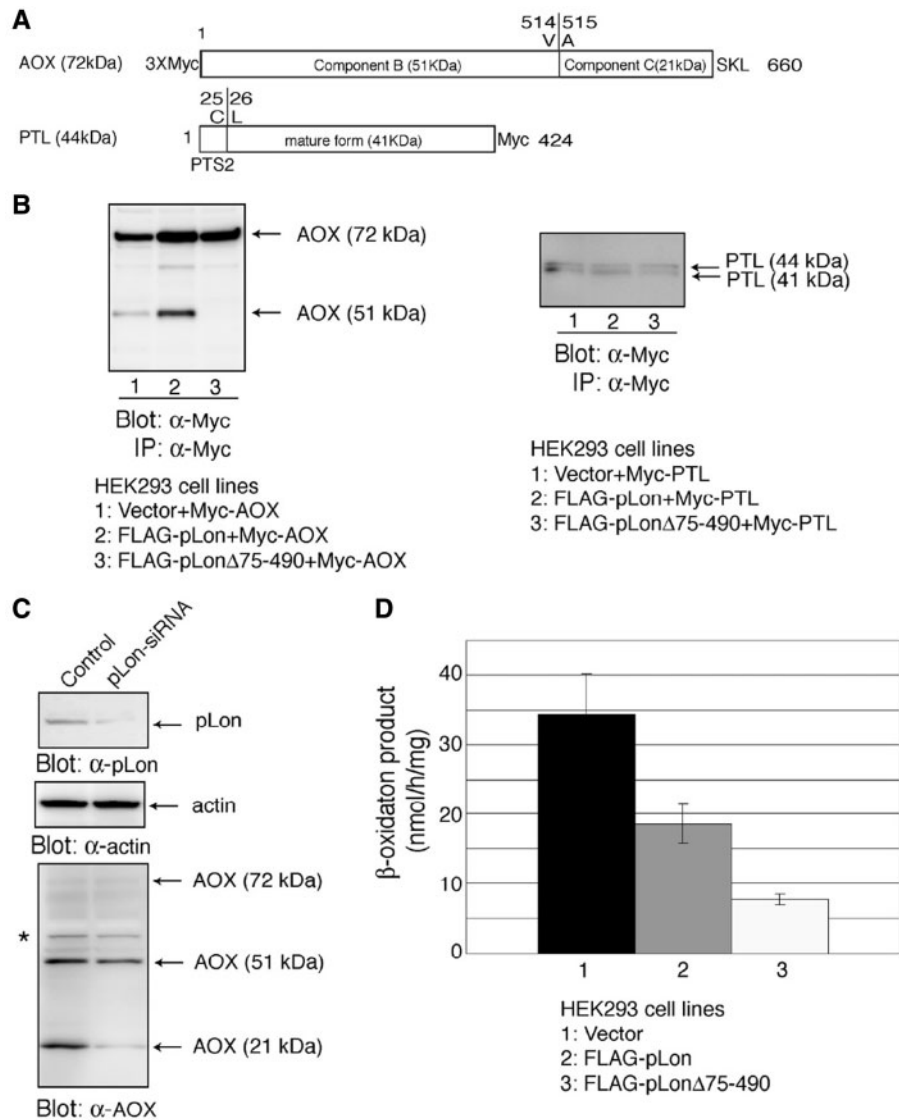 A
1
514 515
V A
AOX (72kDa) 3XMyc Component B (51KDa) Component C(21kDa) SKL 660
25 26
C L
PTL (44kDa) 1 mature form (41KDa) Myc 424
PTS2
B
AOX (72 kDa)
AOX (51 kDa)
1 2 3
Blot: α-Myc
IP: α-Myc
HEK293 cell lines
1: Vector+Myc-AOX
2: FLAG-pLon+Myc-AOX
3: FLAG-pLonΔ75-490+Myc-AOX
PTL (44 kDa)
PTL (41 kDa)
1 2 3
Blot: α-Myc
IP: α-Myc
HEK293 cell lines
1: Vector+Myc-PTL
2: FLAG-pLon+Myc-PTL
3: FLAG-pLonΔ75-490+Myc-PTL
C
Control
pLon-siRNA
pLon
Blot: α-pLon
actin
Blot: α-actin
AOX (72 kDa)
*
AOX (51 kDa)
AOX (21 kDa)
Blot: α-AOX
D
β-oxidaton product
(nmol/h/mg)
40
30
20
10
0
1 2 3
HEK293 cell lines
1: Vector
2: FLAG-pLon
3: FLAG-pLonΔ75-490